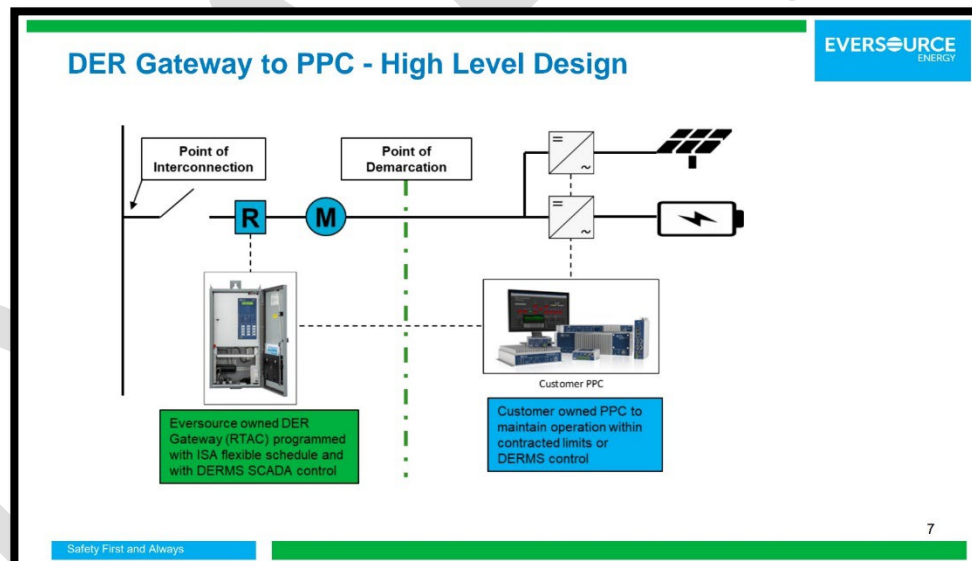 DER Gateway to PPC - High Level Design
EVERSOURCE
ENERGY
Point of
Interconnection
Point of
Demarcation
R
M
Customer PPC
Eversource owned DER
Gateway (RTAC) programmed
with ISA flexible schedule and
with DERMS SCADA control
Customer owned PPC to
maintain operation within
contracted limits or
DERMS control
7
Safety First and Always